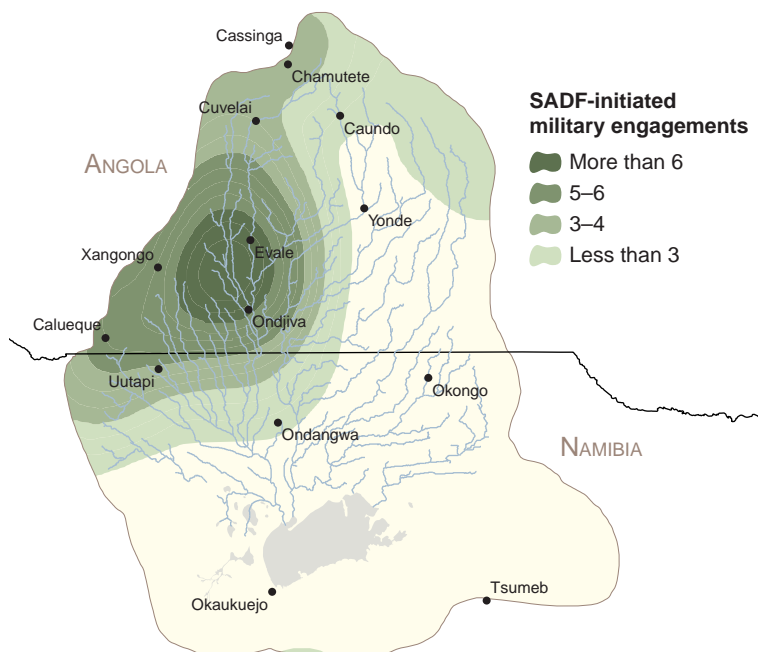 Cassinga
Chamutete
Cuvelai
Caundo
SADF-initiated
military engagements
More than 6
5–6
3–4
Less than 3
ANGOLA
Yonde
Evale
Xangongo
Ondjiva
Calueque
Uutapi
Okongo
Ondangwa
NAMIBIA
Okaukuejo
Tsumeb